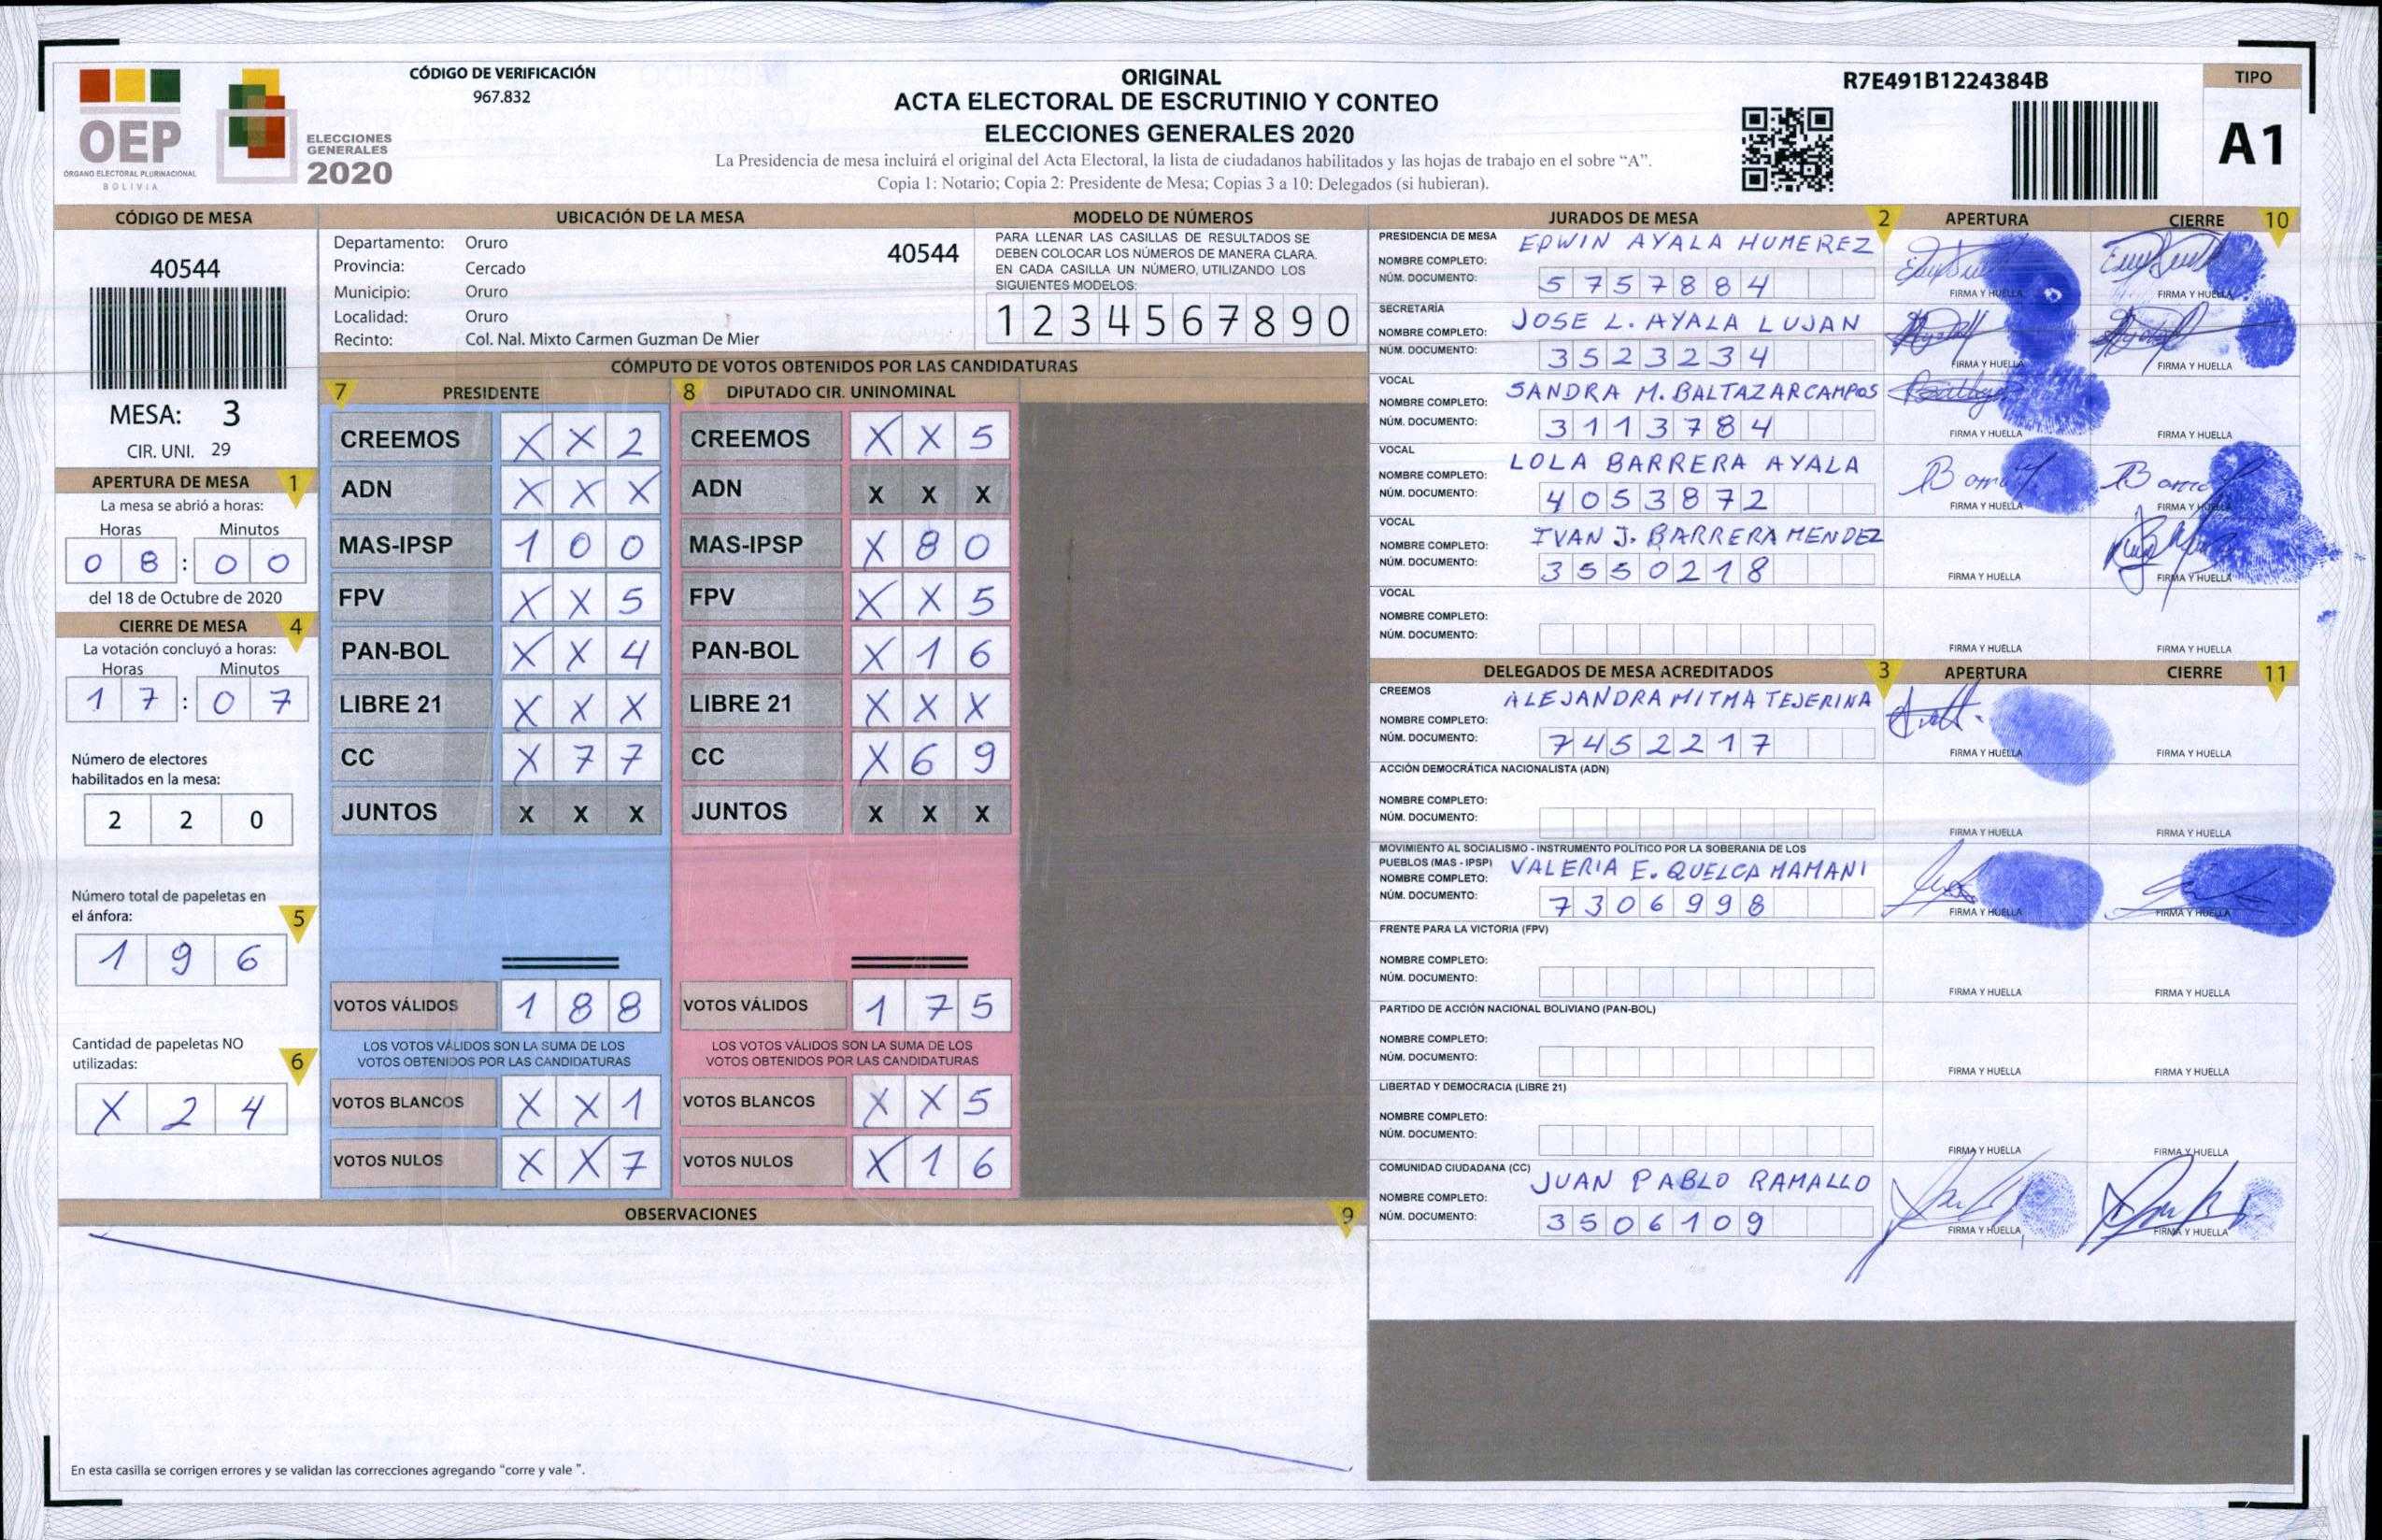 OEP
ÓRGANO ELECTORAL PLURINACIONAL
BOLIVIA
ELECCIONES
GENERALES
2020
CÓDIGO DE VERIFICACIÓN
967.832
ORIGINAL
ACTA ELECTORAL DE ESCRUTINIO Y CONTEO
ELECCIONES GENERALES 2020
La Presidencia de mesa incluirá el original del Acta Electoral, la lista de ciudadanos habilitados y las hojas de trabajo en el sobre “A”.
Copia 1: Notario; Copia 2: Presidente de Mesa; Copias 3 a 10: Delegados (si hubieran).
R7E491B1224384B
TIPO
A1
CÓDIGO DE MESA
40544
MESA: 3
CIR. UNI. 29
APERTURA DE MESA 1
La mesa se abrió a horas:
Horas Minutos
0 8 : 0 0
del 18 de Octubre de 2020
CIERRE DE MESA 4
La votación concluyó a horas:
Horas Minutos
1 7 : 0 7
Número de electores
habilitados en la mesa:
2 2 0
Número total de papeletas en
el ánfora: 5
1 9 6
Cantidad de papeletas NO
utilizadas: 6
X 2 4
UBICACIÓN DE LA MESA
Departamento: Oruro 40544
Provincia: Cercado
Municipio: Oruro
Localidad: Oruro
Recinto: Col. Nal. Mixto Carmen Guzman De Mier
MODELO DE NÚMEROS
PARA LLENAR LAS CASILLAS DE RESULTADOS SE
DEBEN COLOCAR LOS NÚMEROS DE MANERA CLARA.
EN CADA CASILLA UN NÚMERO, UTILIZANDO LOS
SIGUIENTES MODELOS:
1 2 3 4 5 6 7 8 9 0
CÓMPUTO DE VOTOS OBTENIDOS POR LAS CANDIDATURAS
7 PRESIDENTE 8 DIPUTADO CIR. UNINOMINAL
CREEMOS X X 2 CREEMOS X X 5
ADN X X X ADN X X X
MAS-IPSP 1 0 0 MAS-IPSP X 8 0
FPV X X 5 FPV X X 5
PAN-BOL X X 4 PAN-BOL X 1 6
LIBRE 21 X X X LIBRE 21 X X X
CC X 7 7 CC X 6 9
JUNTOS X X X JUNTOS X X X
VOTOS VÁLIDOS 1 8 8 VOTOS VÁLIDOS 1 7 5
LOS VOTOS VÁLIDOS SON LA SUMA DE LOS LOS VOTOS VÁLIDOS SON LA SUMA DE LOS
VOTOS OBTENIDOS POR LAS CANDIDATURAS VOTOS OBTENIDOS POR LAS CANDIDATURAS
VOTOS BLANCOS X X 1 VOTOS BLANCOS X X 5
VOTOS NULOS X X 7 VOTOS NULOS X 1 6
OBSERVACIONES 9
En esta casilla se corrigen errores y se validan las correcciones agregando “corre y vale ”.
JURADOS DE MESA 2 APERTURA CIERRE 10
PRESIDENCIA DE MESA EDWIN AYALA HUMEREZ
NOMBRE COMPLETO:
NÚM. DOCUMENTO: 5757884 FIRMA Y HUELLA FIRMA Y HUELLA
SECRETARÍA JOSE L. AYALA LUJAN
NOMBRE COMPLETO:
NÚM. DOCUMENTO: 3523234 FIRMA Y HUELLA FIRMA Y HUELLA
VOCAL SANDRA M. BALTAZAR CAMPOS
NOMBRE COMPLETO:
NÚM. DOCUMENTO: 3113784 FIRMA Y HUELLA FIRMA Y HUELLA
VOCAL LOLA BARRERA AYALA
NOMBRE COMPLETO:
NÚM. DOCUMENTO: 4053872 FIRMA Y HUELLA FIRMA Y HUELLA
VOCAL IVAN J. BARRERA MENDEZ
NOMBRE COMPLETO:
NÚM. DOCUMENTO: 3550218 FIRMA Y HUELLA FIRMA Y HUELLA
VOCAL
NOMBRE COMPLETO:
NÚM. DOCUMENTO: FIRMA Y HUELLA FIRMA Y HUELLA
DELEGADOS DE MESA ACREDITADOS 3 APERTURA CIERRE 11
CREEMOS ALEJANDRA MITMA TEJERINA
NOMBRE COMPLETO:
NÚM. DOCUMENTO: 7452217 FIRMA Y HUELLA FIRMA Y HUELLA
ACCIÓN DEMOCRÁTICA NACIONALISTA (ADN)
NOMBRE COMPLETO:
NÚM. DOCUMENTO: FIRMA Y HUELLA FIRMA Y HUELLA
MOVIMIENTO AL SOCIALISMO - INSTRUMENTO POLÍTICO POR LA SOBERANIA DE LOS
PUEBLOS (MAS - IPSP) VALERIA E. QUELCA MAMANI
NOMBRE COMPLETO:
NÚM. DOCUMENTO: 7306998 FIRMA Y HUELLA FIRMA Y HUELLA
FRENTE PARA LA VICTORIA (FPV)
NOMBRE COMPLETO:
NÚM. DOCUMENTO: FIRMA Y HUELLA FIRMA Y HUELLA
PARTIDO DE ACCIÓN NACIONAL BOLIVIANO (PAN-BOL)
NOMBRE COMPLETO:
NÚM. DOCUMENTO: FIRMA Y HUELLA FIRMA Y HUELLA
LIBERTAD Y DEMOCRACIA (LIBRE 21)
NOMBRE COMPLETO:
NÚM. DOCUMENTO: FIRMA Y HUELLA FIRMA Y HUELLA
COMUNIDAD CIUDADANA (CC) JUAN PABLO RAMALLO
NOMBRE COMPLETO:
NÚM. DOCUMENTO: 3506109 FIRMA Y HUELLA FIRMA Y HUELLA